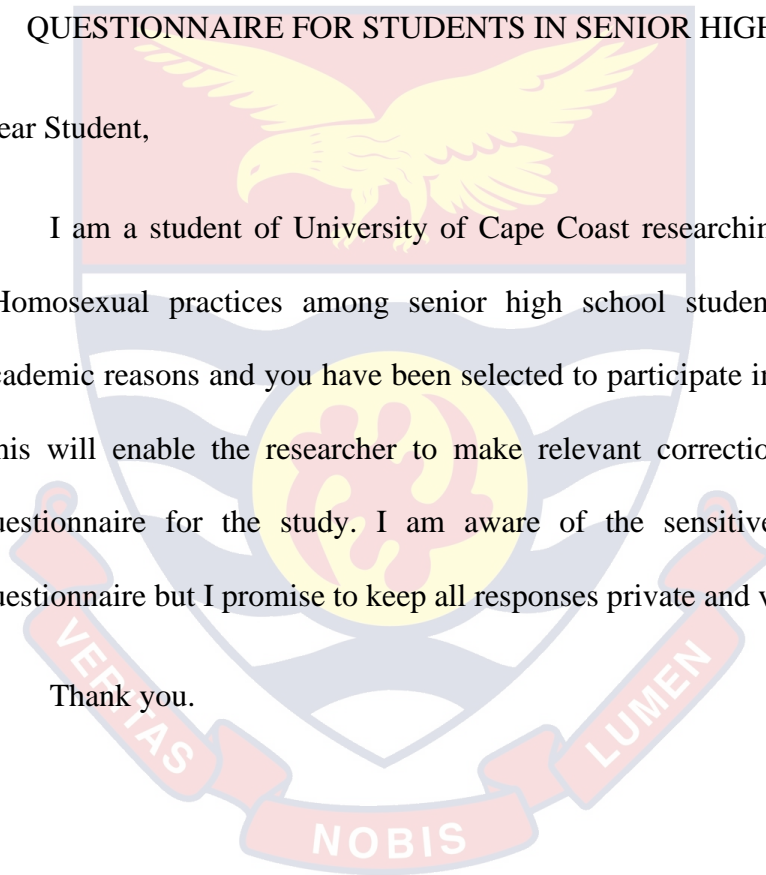 QUESTIONNAIRE FOR STUDENTS IN SENIOR HIGH
ear Student,
I am a student of University of Cape Coast researchin
Homosexual practices among senior high school studen
cademic reasons and you have been selected to participate in
his will enable the researcher to make relevant correctio
uestionnaire for the study. I am aware of the sensitive
uestionnaire but I promise to keep all responses private and v
Thank you.
VERITAS
NOBIS
LUMEN